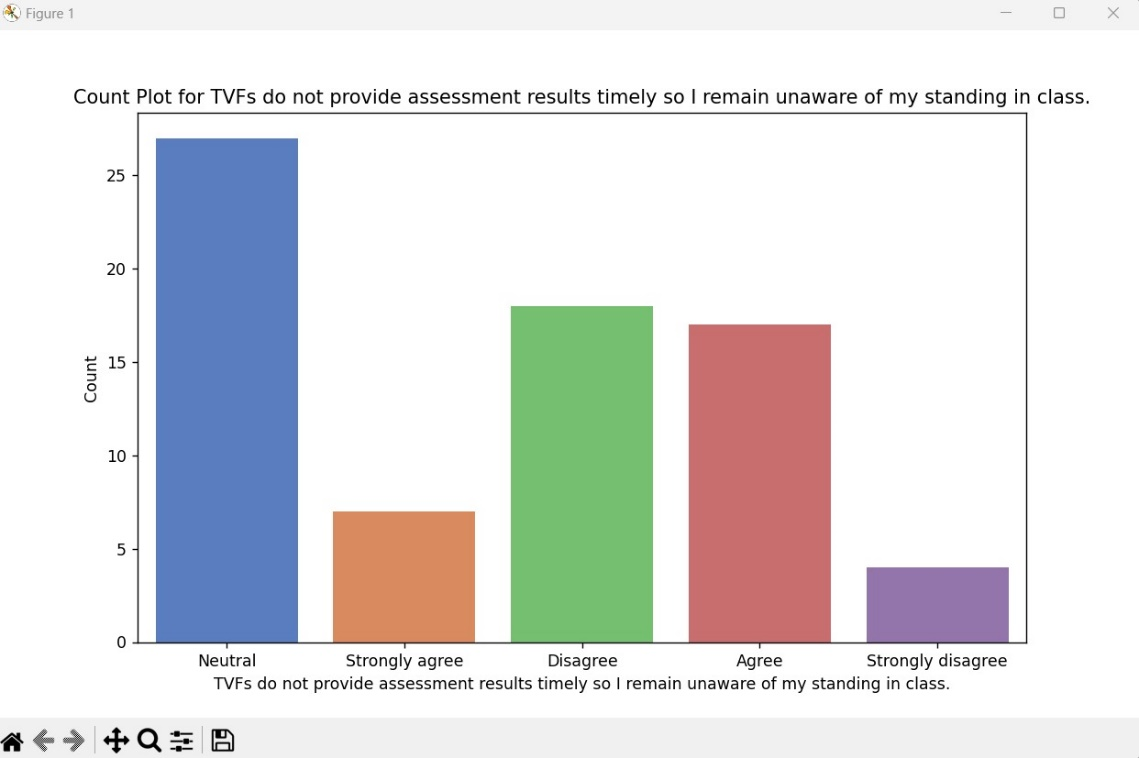 Figure 1
Count Plot for TVFs do not provide assessment results timely so I remain unaware of my standing in class.
25
20
15
10
5
0
Count
Neutral Strongly agree Disagree Agree Strongly disagree
TVFs do not provide assessment results timely so I remain unaware of my standing in class.